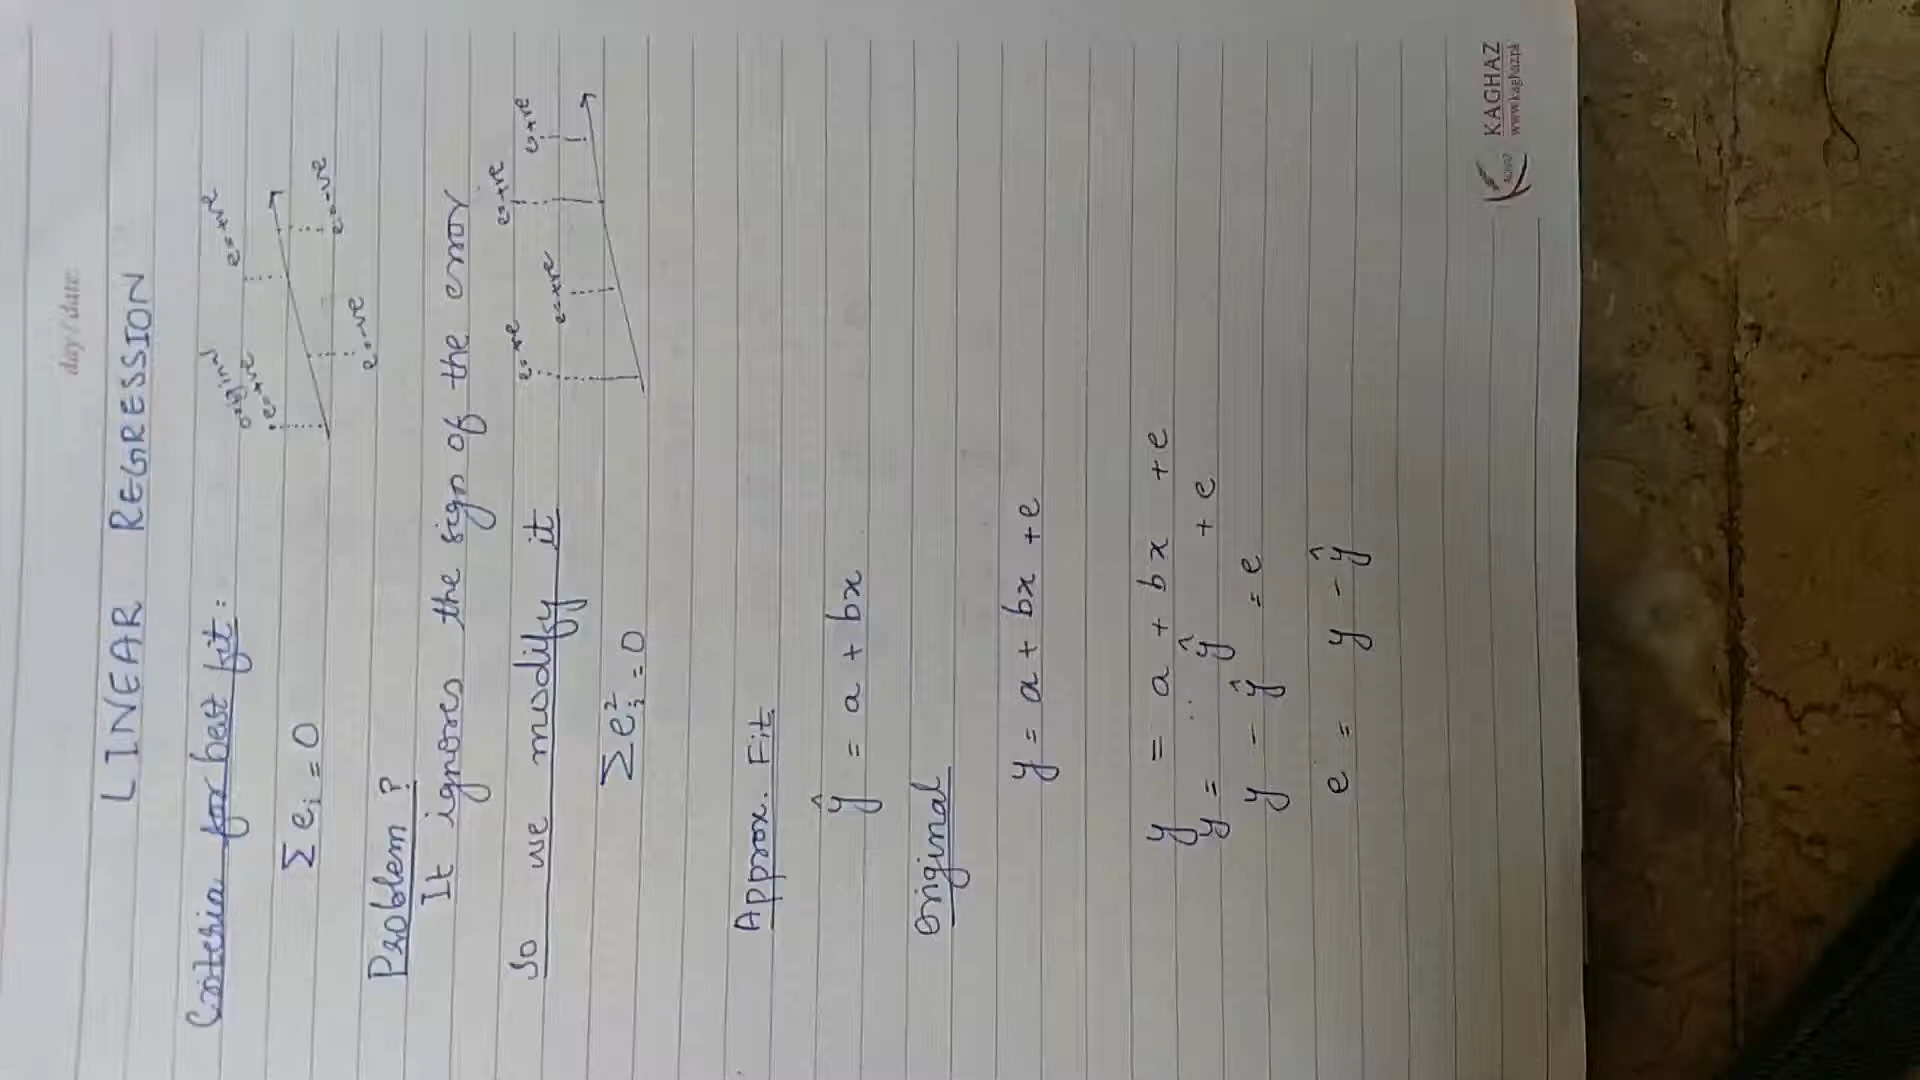 day/date
LINEAR REGRESSION
Criteria for best fit:
original
e=+ve
e=+ve
∑ ei = 0
e=-ve
e=-ve
Problem ?
It ignores the sign of the error
So we modify it
e=+ve
e=+ve
e=+ve
e=+ve
∑ ei² = 0
Approx. Fit
ŷ = a + bx
original
y = a + bx + e
y = a + bx + e
y = ŷ + e
y - ŷ = e
e = y - ŷ
KAGHAZ
www.kaghaz.pk